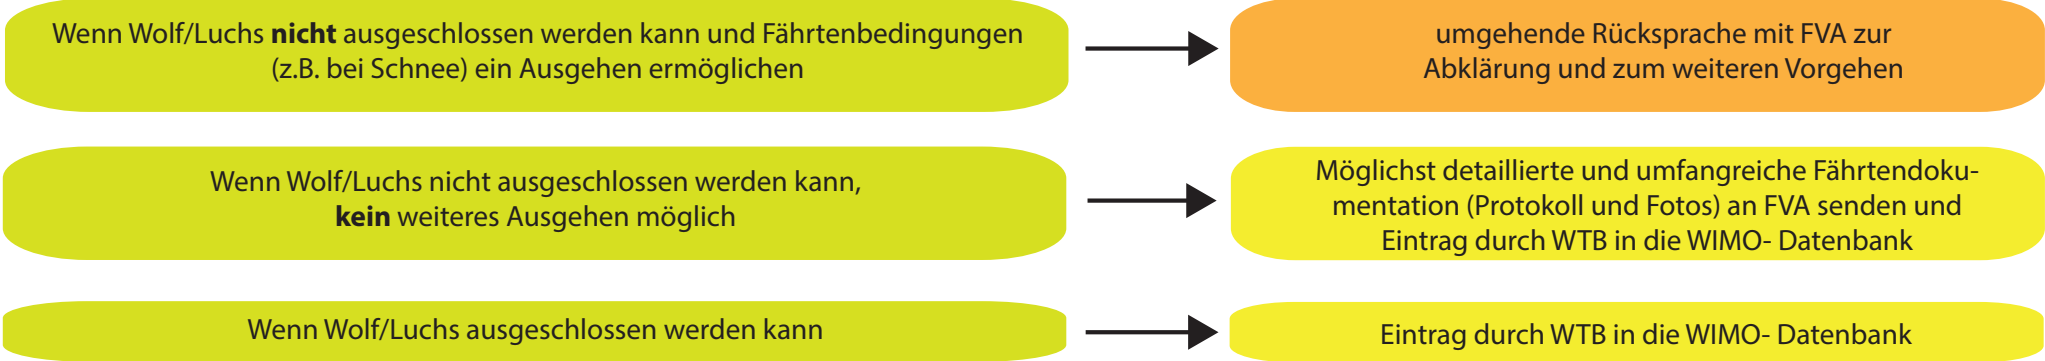 Wenn Wolf/Luchs nicht ausgeschlossen werden kann und Fährtenbedingungen
(z.B. bei Schnee) ein Ausgehen ermöglichen
umgehende Rücksprache mit FVA zur
Abklärung und zum weiteren Vorgehen
Wenn Wolf/Luchs nicht ausgeschlossen werden kann,
kein weiteres Ausgehen möglich
Möglichst detaillierte und umfangreiche Fährtendoku-
mentation (Protokoll und Fotos) an FVA senden und
Eintrag durch WTB in die WIMO- Datenbank
Wenn Wolf/Luchs ausgeschlossen werden kann
Eintrag durch WTB in die WIMO- Datenbank